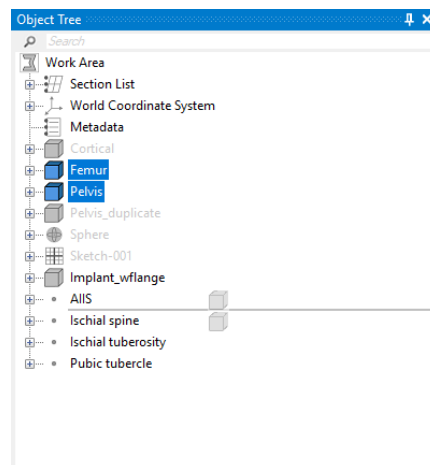 Object Tree
Search
Work Area
Section List
World Coordinate System
Metadata
Cortical
Femur
Pelvis
Pelvis_duplicate
Sphere
Sketch-001
Implant_wflange
AIIS
Ischial spine
Ischial tuberosity
Pubic tubercle